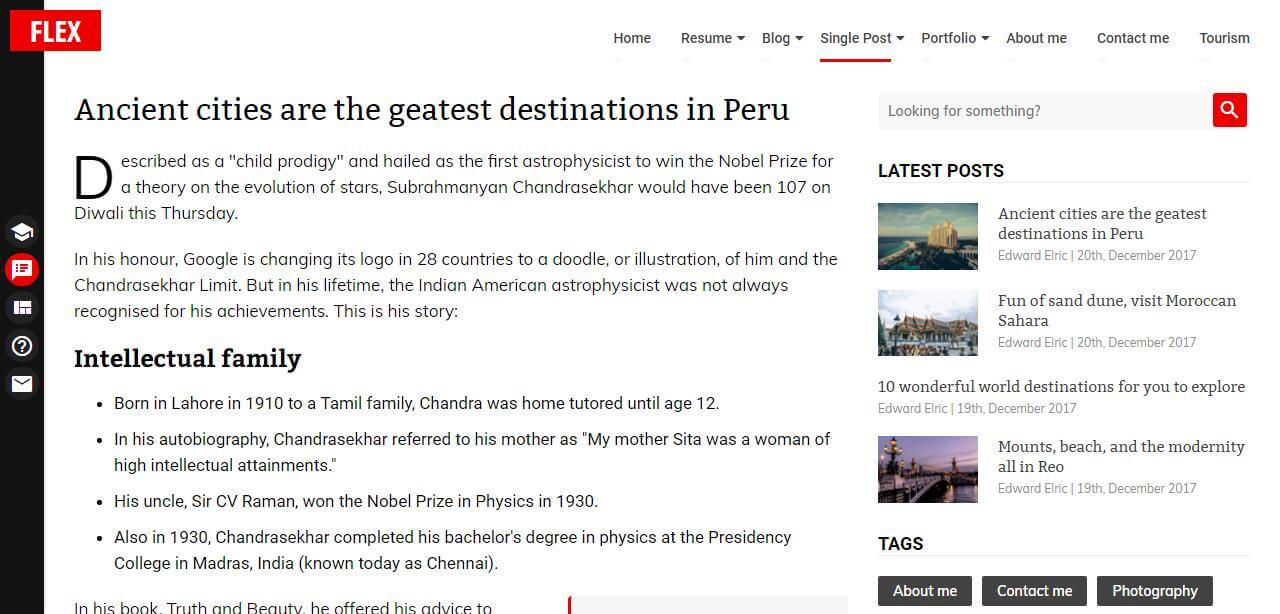 FLEX
Home Resume Blog Single Post Portfolio About me Contact me Tourism
Ancient cities are the geatest destinations in Peru
Described as a "child prodigy" and hailed as the first astrophysicist to win the Nobel Prize for
a theory on the evolution of stars, Subrahmanyan Chandrasekhar would have been 107 on
Diwali this Thursday.
In his honour, Google is changing its logo in 28 countries to a doodle, or illustration, of him and the
Chandrasekhar Limit. But in his lifetime, the Indian American astrophysicist was not always
recognised for his achievements. This is his story:
Intellectual family
• Born in Lahore in 1910 to a Tamil family, Chandra was home tutored until age 12.
• In his autobiography, Chandrasekhar referred to his mother as "My mother Sita was a woman of
high intellectual attainments."
• His uncle, Sir CV Raman, won the Nobel Prize in Physics in 1930.
• Also in 1930, Chandrasekhar completed his bachelor's degree in physics at the Presidency
College in Madras, India (known today as Chennai).
In his book, Truth and Beauty, he offered his advice to
Looking for something?
LATEST POSTS
Ancient cities are the geatest
destinations in Peru
Edward Elric | 20th, December 2017
Fun of sand dune, visit Moroccan
Sahara
Edward Elric | 20th, December 2017
10 wonderful world destinations for you to explore
Edward Elric | 19th, December 2017
Mounts, beach, and the modernity
all in Reo
Edward Elric | 19th, December 2017
TAGS
About me Contact me Photography